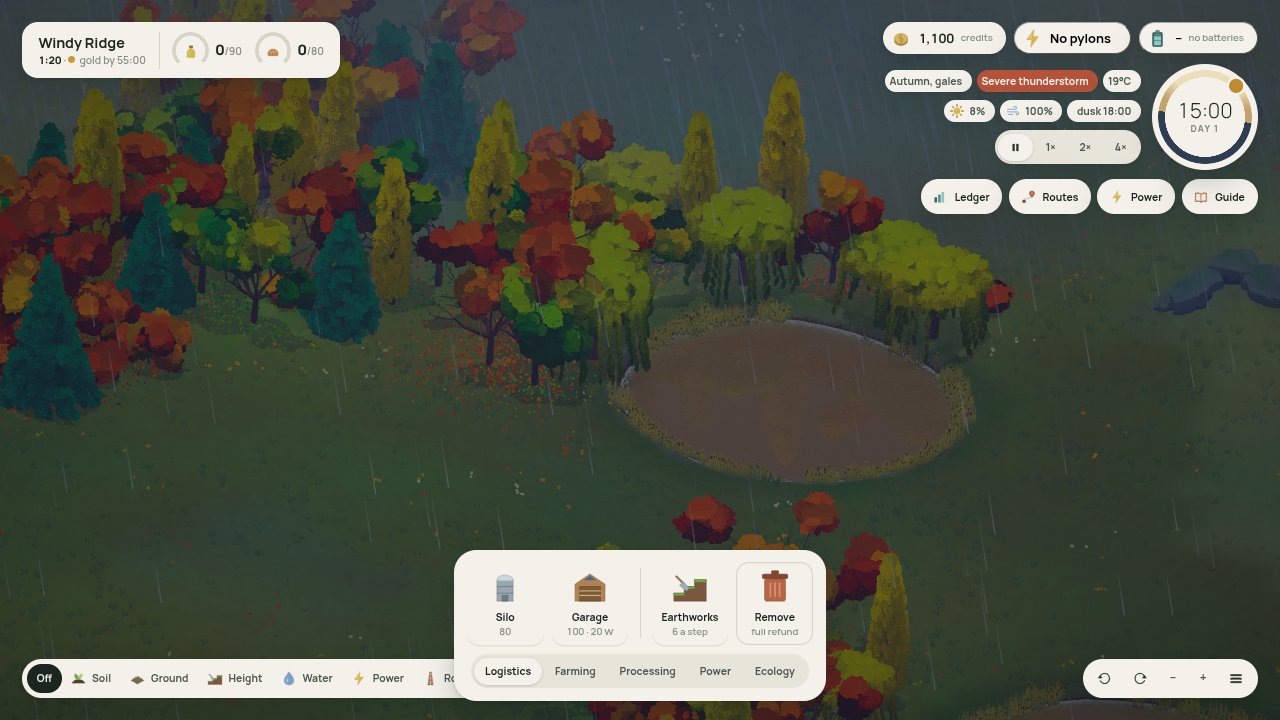 Windy Ridge
1:20 · gold by 55:00
0/90
0/80
1,100 credits
No pylons
– no batteries
Autumn, gales
Severe thunderstorm
19°C
8%
100%
dusk 18:00
1×
2×
4×
15:00
DAY 1
Ledger
Routes
Power
Guide
Silo
80
Garage
100 · 20 W
Earthworks
6 a step
Remove
full refund
Logistics
Farming
Processing
Power
Ecology
Off
Soil
Ground
Height
Water
Power
Ro
−
+